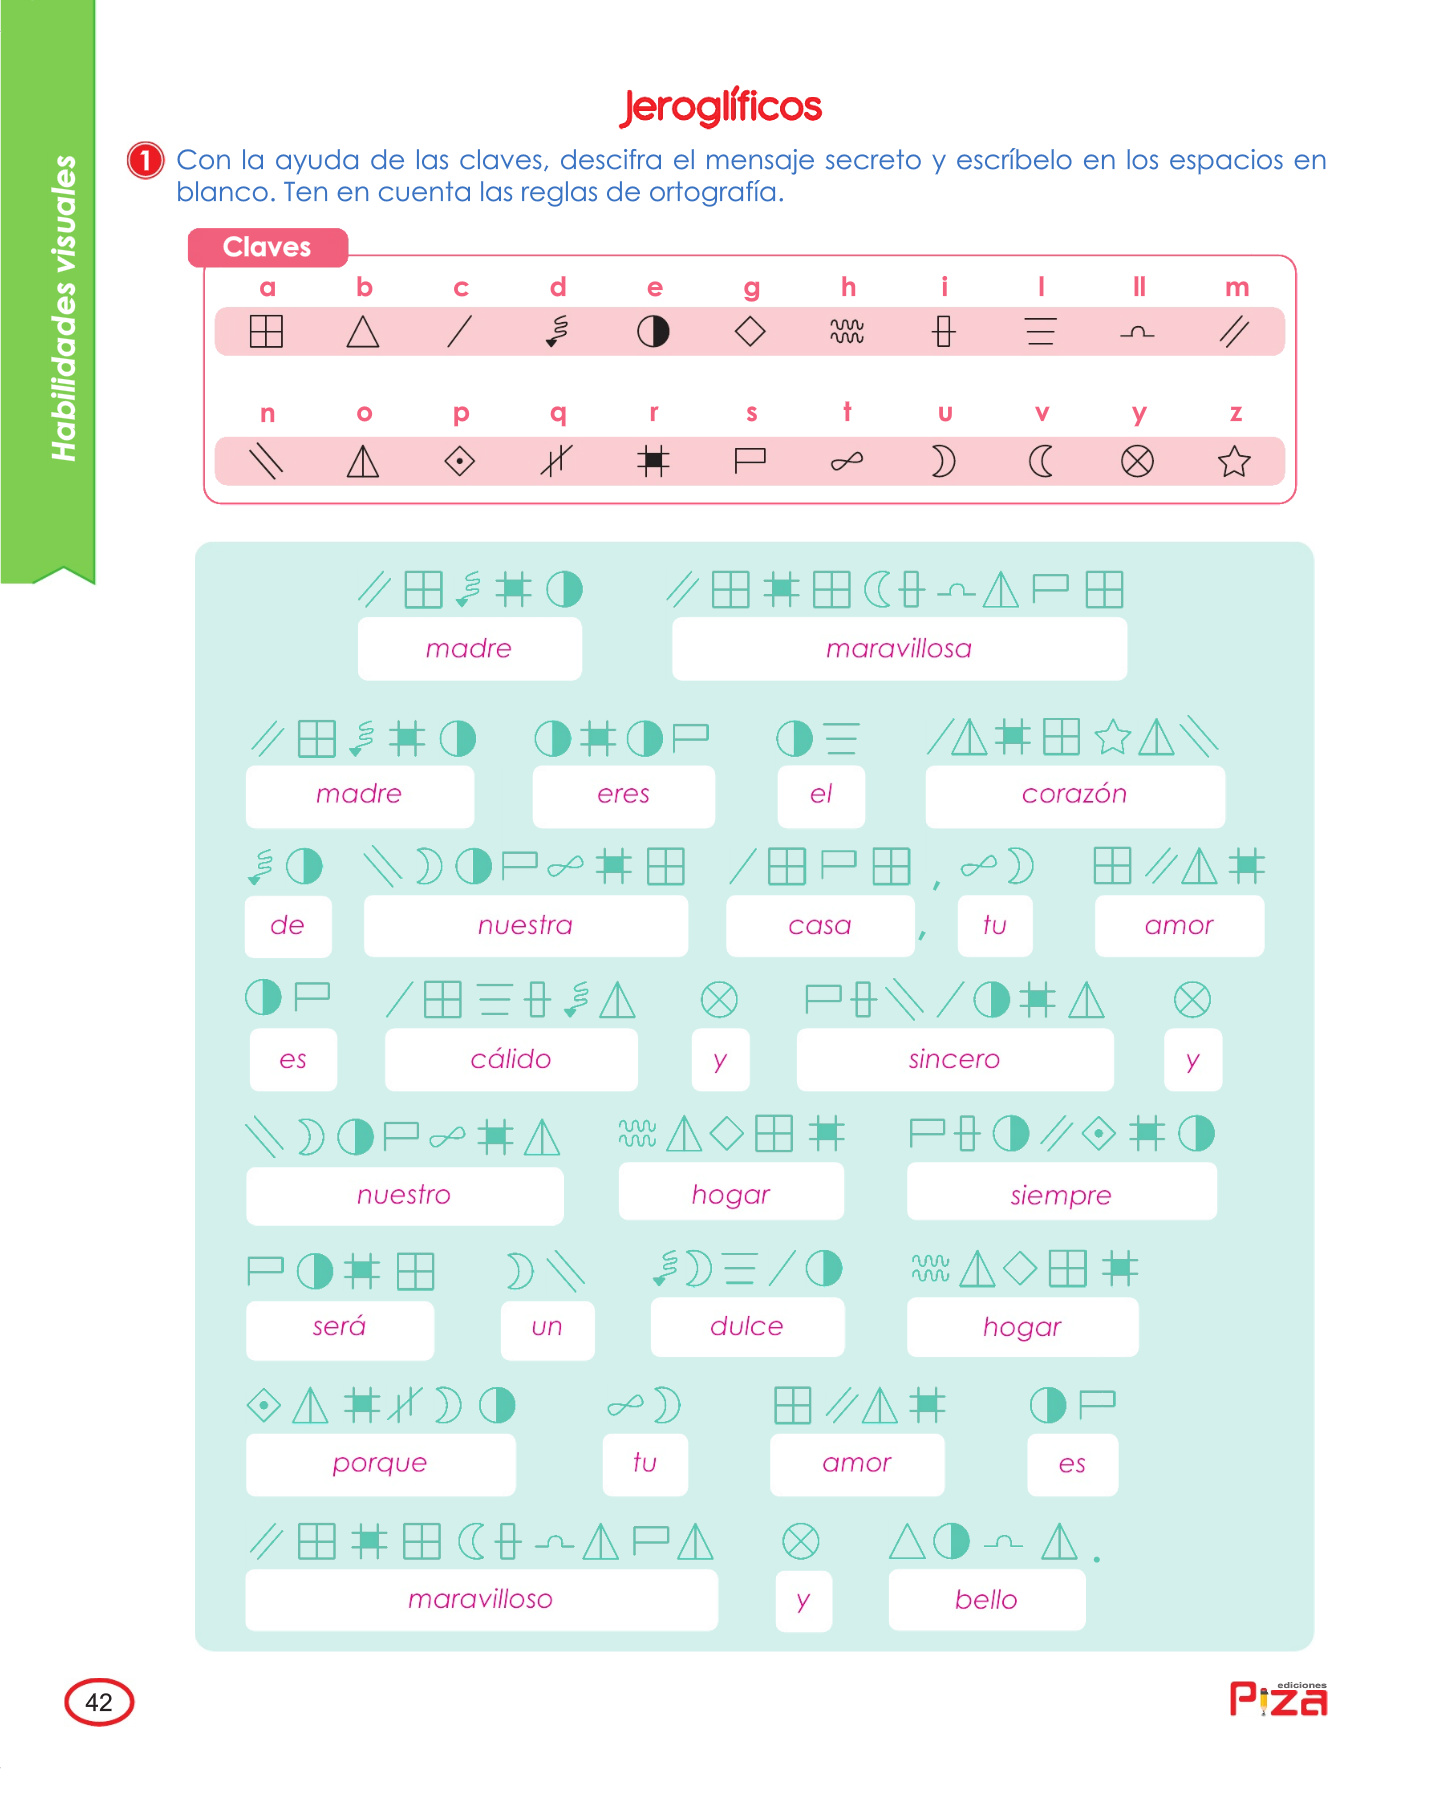 Habilidades visuales
Jeroglíficos
1 Con la ayuda de las claves, descifra el mensaje secreto y escríbelo en los espacios en
blanco. Ten en cuenta las reglas de ortografía.
Claves
a b c d e g h i l ll m
n o p q r s t u v y z
madre maravillosa
madre eres el corazón
,
de nuestra casa , tu amor
es cálido y sincero y
nuestro hogar siempre
será un dulce hogar
porque tu amor es
.
maravilloso y bello
42
ediciones
Piza